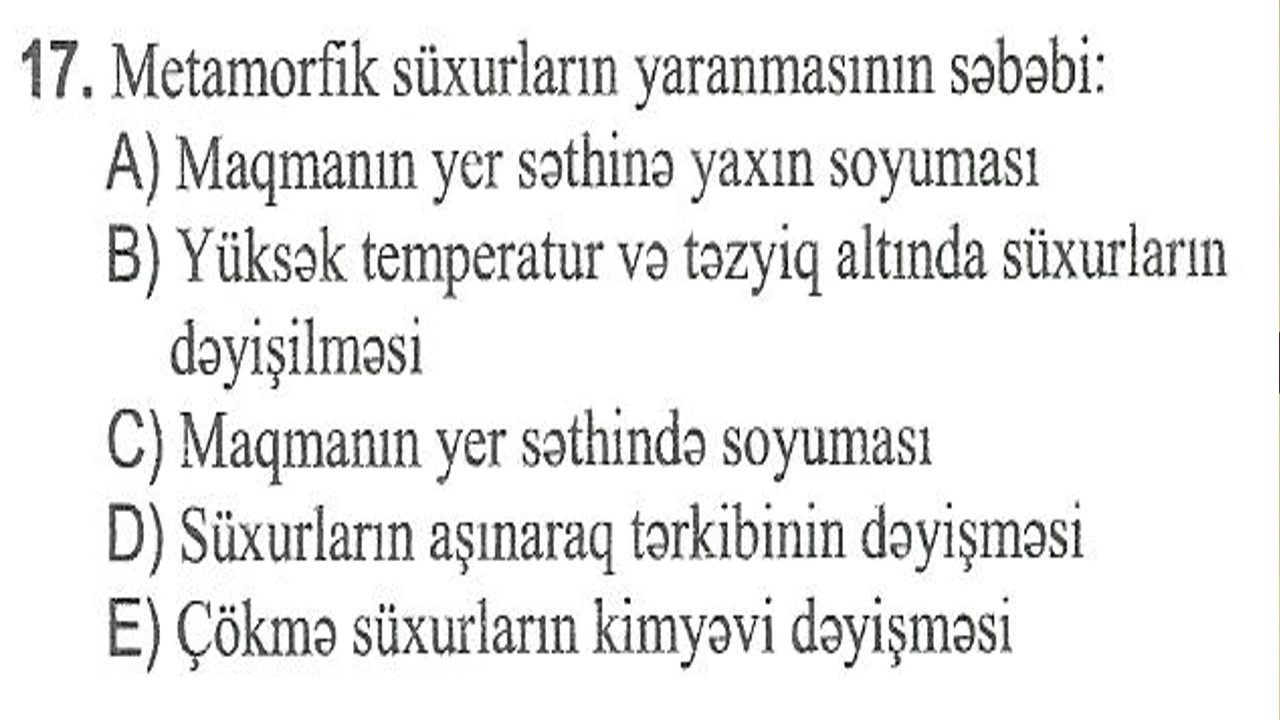 17. Metamorfik süxurların yaranmasının səbəbi:
A) Maqmanın yer səthinə yaxın soyuması
B) Yüksək temperatur və təzyiq altında süxurların
dəyişilməsi
C) Maqmanın yer səthində soyuması
D) Süxurların aşınaraq tərkibinin dəyişməsi
E) Çökmə süxurların kimyəvi dəyişməsi